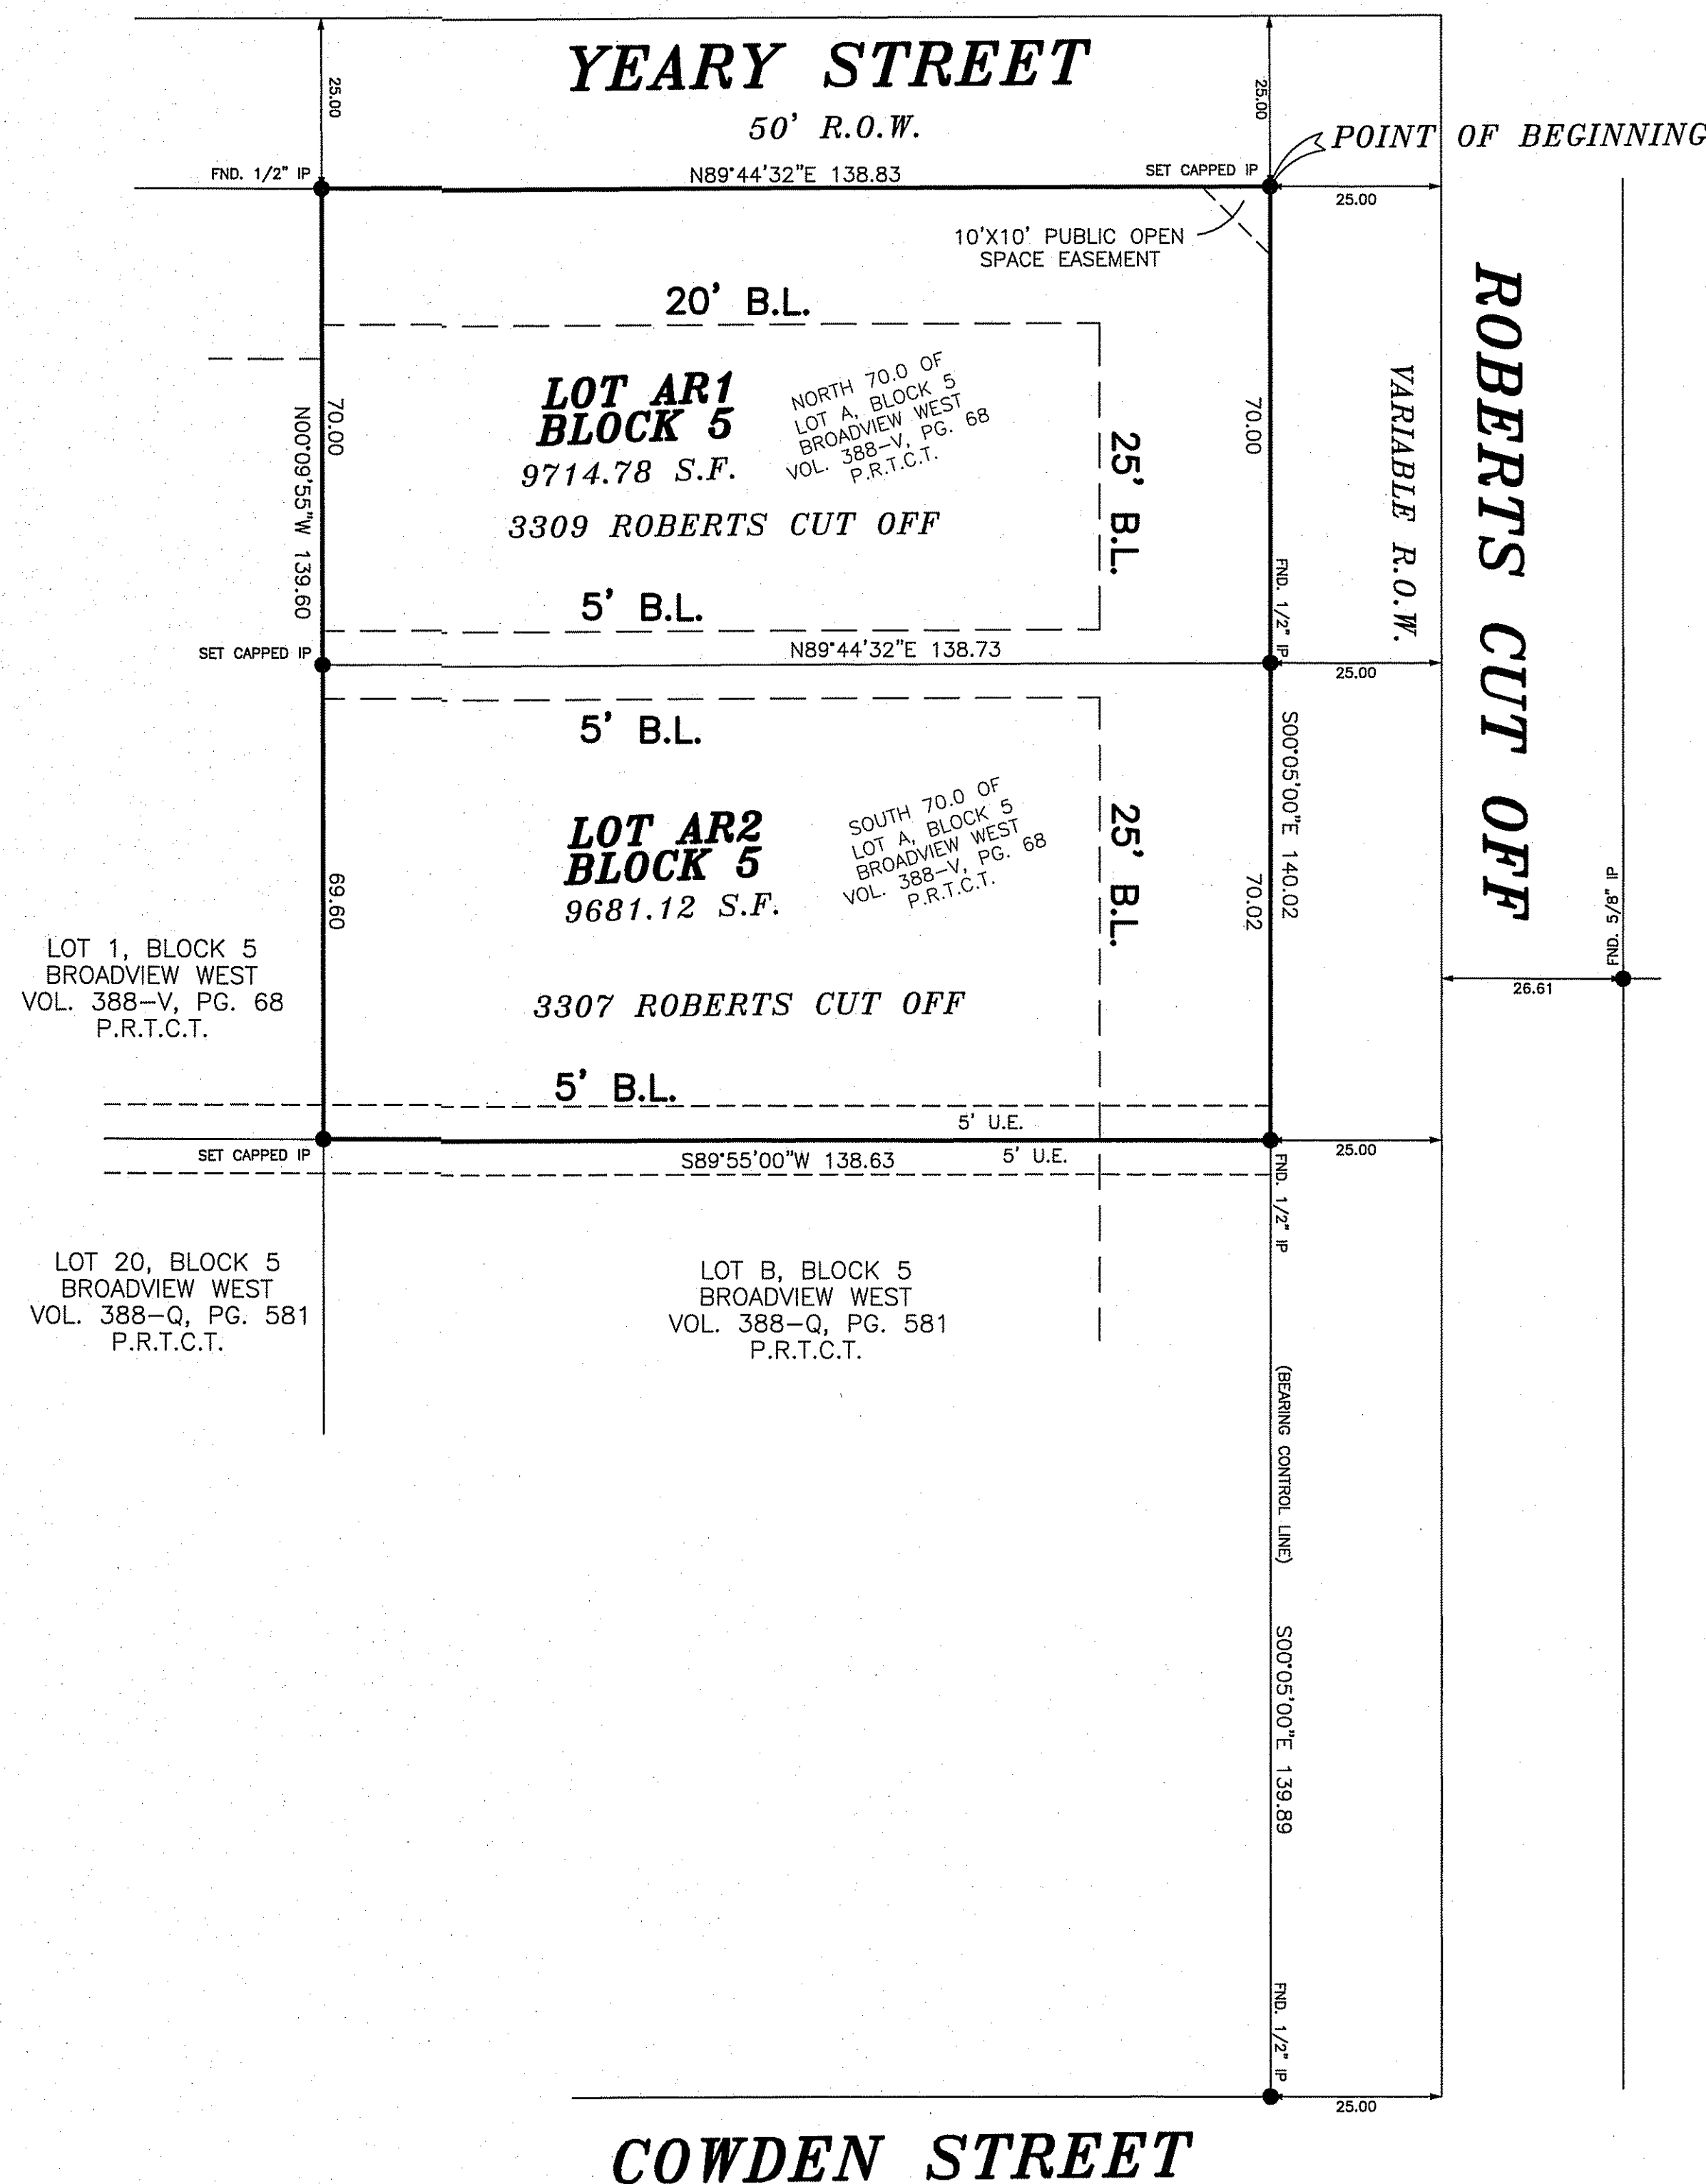 YEARY STREET
50' R.O.W.
25.00
25.00
POINT OF BEGINNING
FND. 1/2" IP
N89°44'32"E 138.83
SET CAPPED IP
25.00
10'X10' PUBLIC OPEN
SPACE EASEMENT
20' B.L.
LOT AR1
BLOCK 5
9714.78 S.F.
NORTH 70.0 OF
LOT A, BLOCK 5
BROADVIEW WEST
VOL. 388-V, PG. 68
P.R.T.C.T.
3309 ROBERTS CUT OFF
25' B.L.
70.00
N00°09'55"W 139.60
70.00
FND. 1/2" IP
VARIABLE R.O.W.
ROBERTS CUT OFF
5' B.L.
SET CAPPED IP
N89°44'32"E 138.73
25.00
5' B.L.
LOT AR2
BLOCK 5
9681.12 S.F.
SOUTH 70.0 OF
LOT A, BLOCK 5
BROADVIEW WEST
VOL. 388-V, PG. 68
P.R.T.C.T.
25' B.L.
S00°05'00"E 140.02
70.02
69.60
FND. 5/8" IP
26.61
LOT 1, BLOCK 5
BROADVIEW WEST
VOL. 388-V, PG. 68
P.R.T.C.T.
3307 ROBERTS CUT OFF
5' B.L.
5' U.E.
SET CAPPED IP
S89°55'00"W 138.63
5' U.E.
25.00
FND. 1/2" IP
LOT 20, BLOCK 5
BROADVIEW WEST
VOL. 388-Q, PG. 581
P.R.T.C.T.
LOT B, BLOCK 5
BROADVIEW WEST
VOL. 388-Q, PG. 581
P.R.T.C.T.
(BEARING CONTROL LINE)
S00°05'00"E 139.89
FND. 1/2" IP
25.00
COWDEN STREET